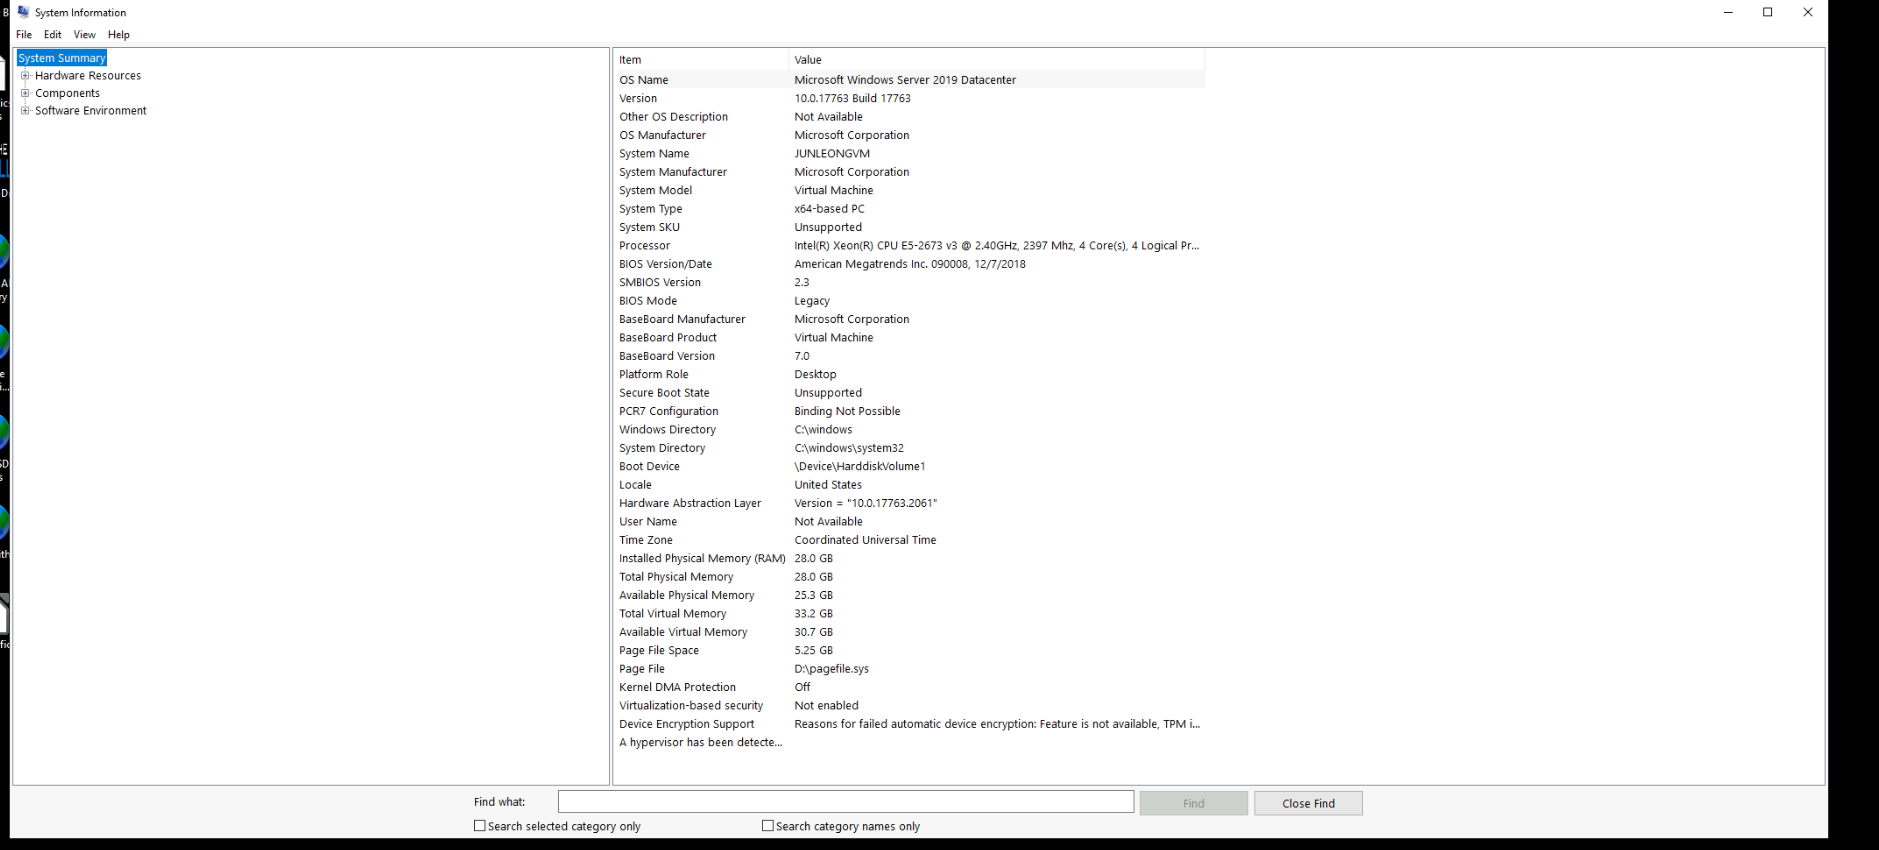 System Information
File Edit View Help
System Summary
Hardware Resources
Components
Software Environment
Item Value
OS Name Microsoft Windows Server 2019 Datacenter
Version 10.0.17763 Build 17763
Other OS Description Not Available
OS Manufacturer Microsoft Corporation
System Name JUNLEONGVM
System Manufacturer Microsoft Corporation
System Model Virtual Machine
System Type x64-based PC
System SKU Unsupported
Processor Intel(R) Xeon(R) CPU E5-2673 v3 @ 2.40GHz, 2397 Mhz, 4 Core(s), 4 Logical Pr...
BIOS Version/Date American Megatrends Inc. 090008, 12/7/2018
SMBIOS Version 2.3
BIOS Mode Legacy
BaseBoard Manufacturer Microsoft Corporation
BaseBoard Product Virtual Machine
BaseBoard Version 7.0
Platform Role Desktop
Secure Boot State Unsupported
PCR7 Configuration Binding Not Possible
Windows Directory C:\windows
System Directory C:\windows\system32
Boot Device \Device\HarddiskVolume1
Locale United States
Hardware Abstraction Layer Version = "10.0.17763.2061"
User Name Not Available
Time Zone Coordinated Universal Time
Installed Physical Memory (RAM) 28.0 GB
Total Physical Memory 28.0 GB
Available Physical Memory 25.3 GB
Total Virtual Memory 33.2 GB
Available Virtual Memory 30.7 GB
Page File Space 5.25 GB
Page File D:\pagefile.sys
Kernel DMA Protection Off
Virtualization-based security Not enabled
Device Encryption Support Reasons for failed automatic device encryption: Feature is not available, TPM i...
A hypervisor has been detecte...
Find what: Find Close Find
Search selected category only Search category names only